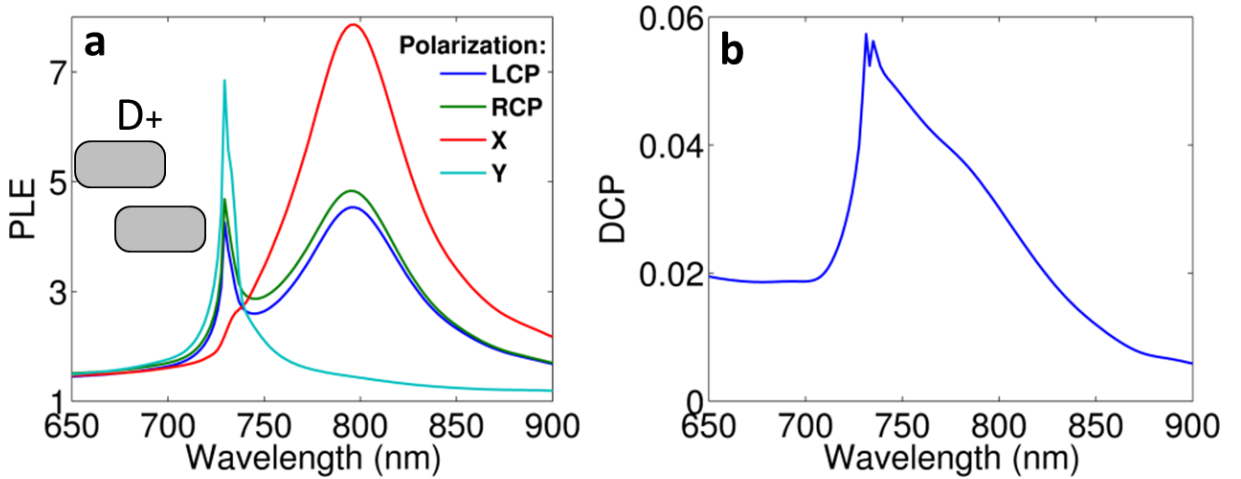 a
Polarization:
LCP
RCP
X
Y
D+
PLE
7
5
3
1
650 700 750 800 850 900
Wavelength (nm)
b
DCP
0.06
0.04
0.02
0
650 700 750 800 850 900
Wavelength (nm)